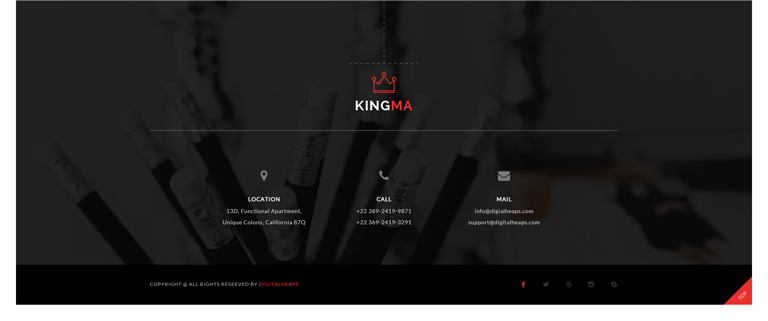 KINGMA
LOCATION
13D, Functional Apartment,
Unique Colony, California 87Q
CALL
+22 369-2419-9871
+22 369-2419-3291
MAIL
info@digialheaps.com
support@digitalheaps.com
COPYRIGHT @ ALL RIGHTS RESERVED BY DIGITALHEAPS
TOP